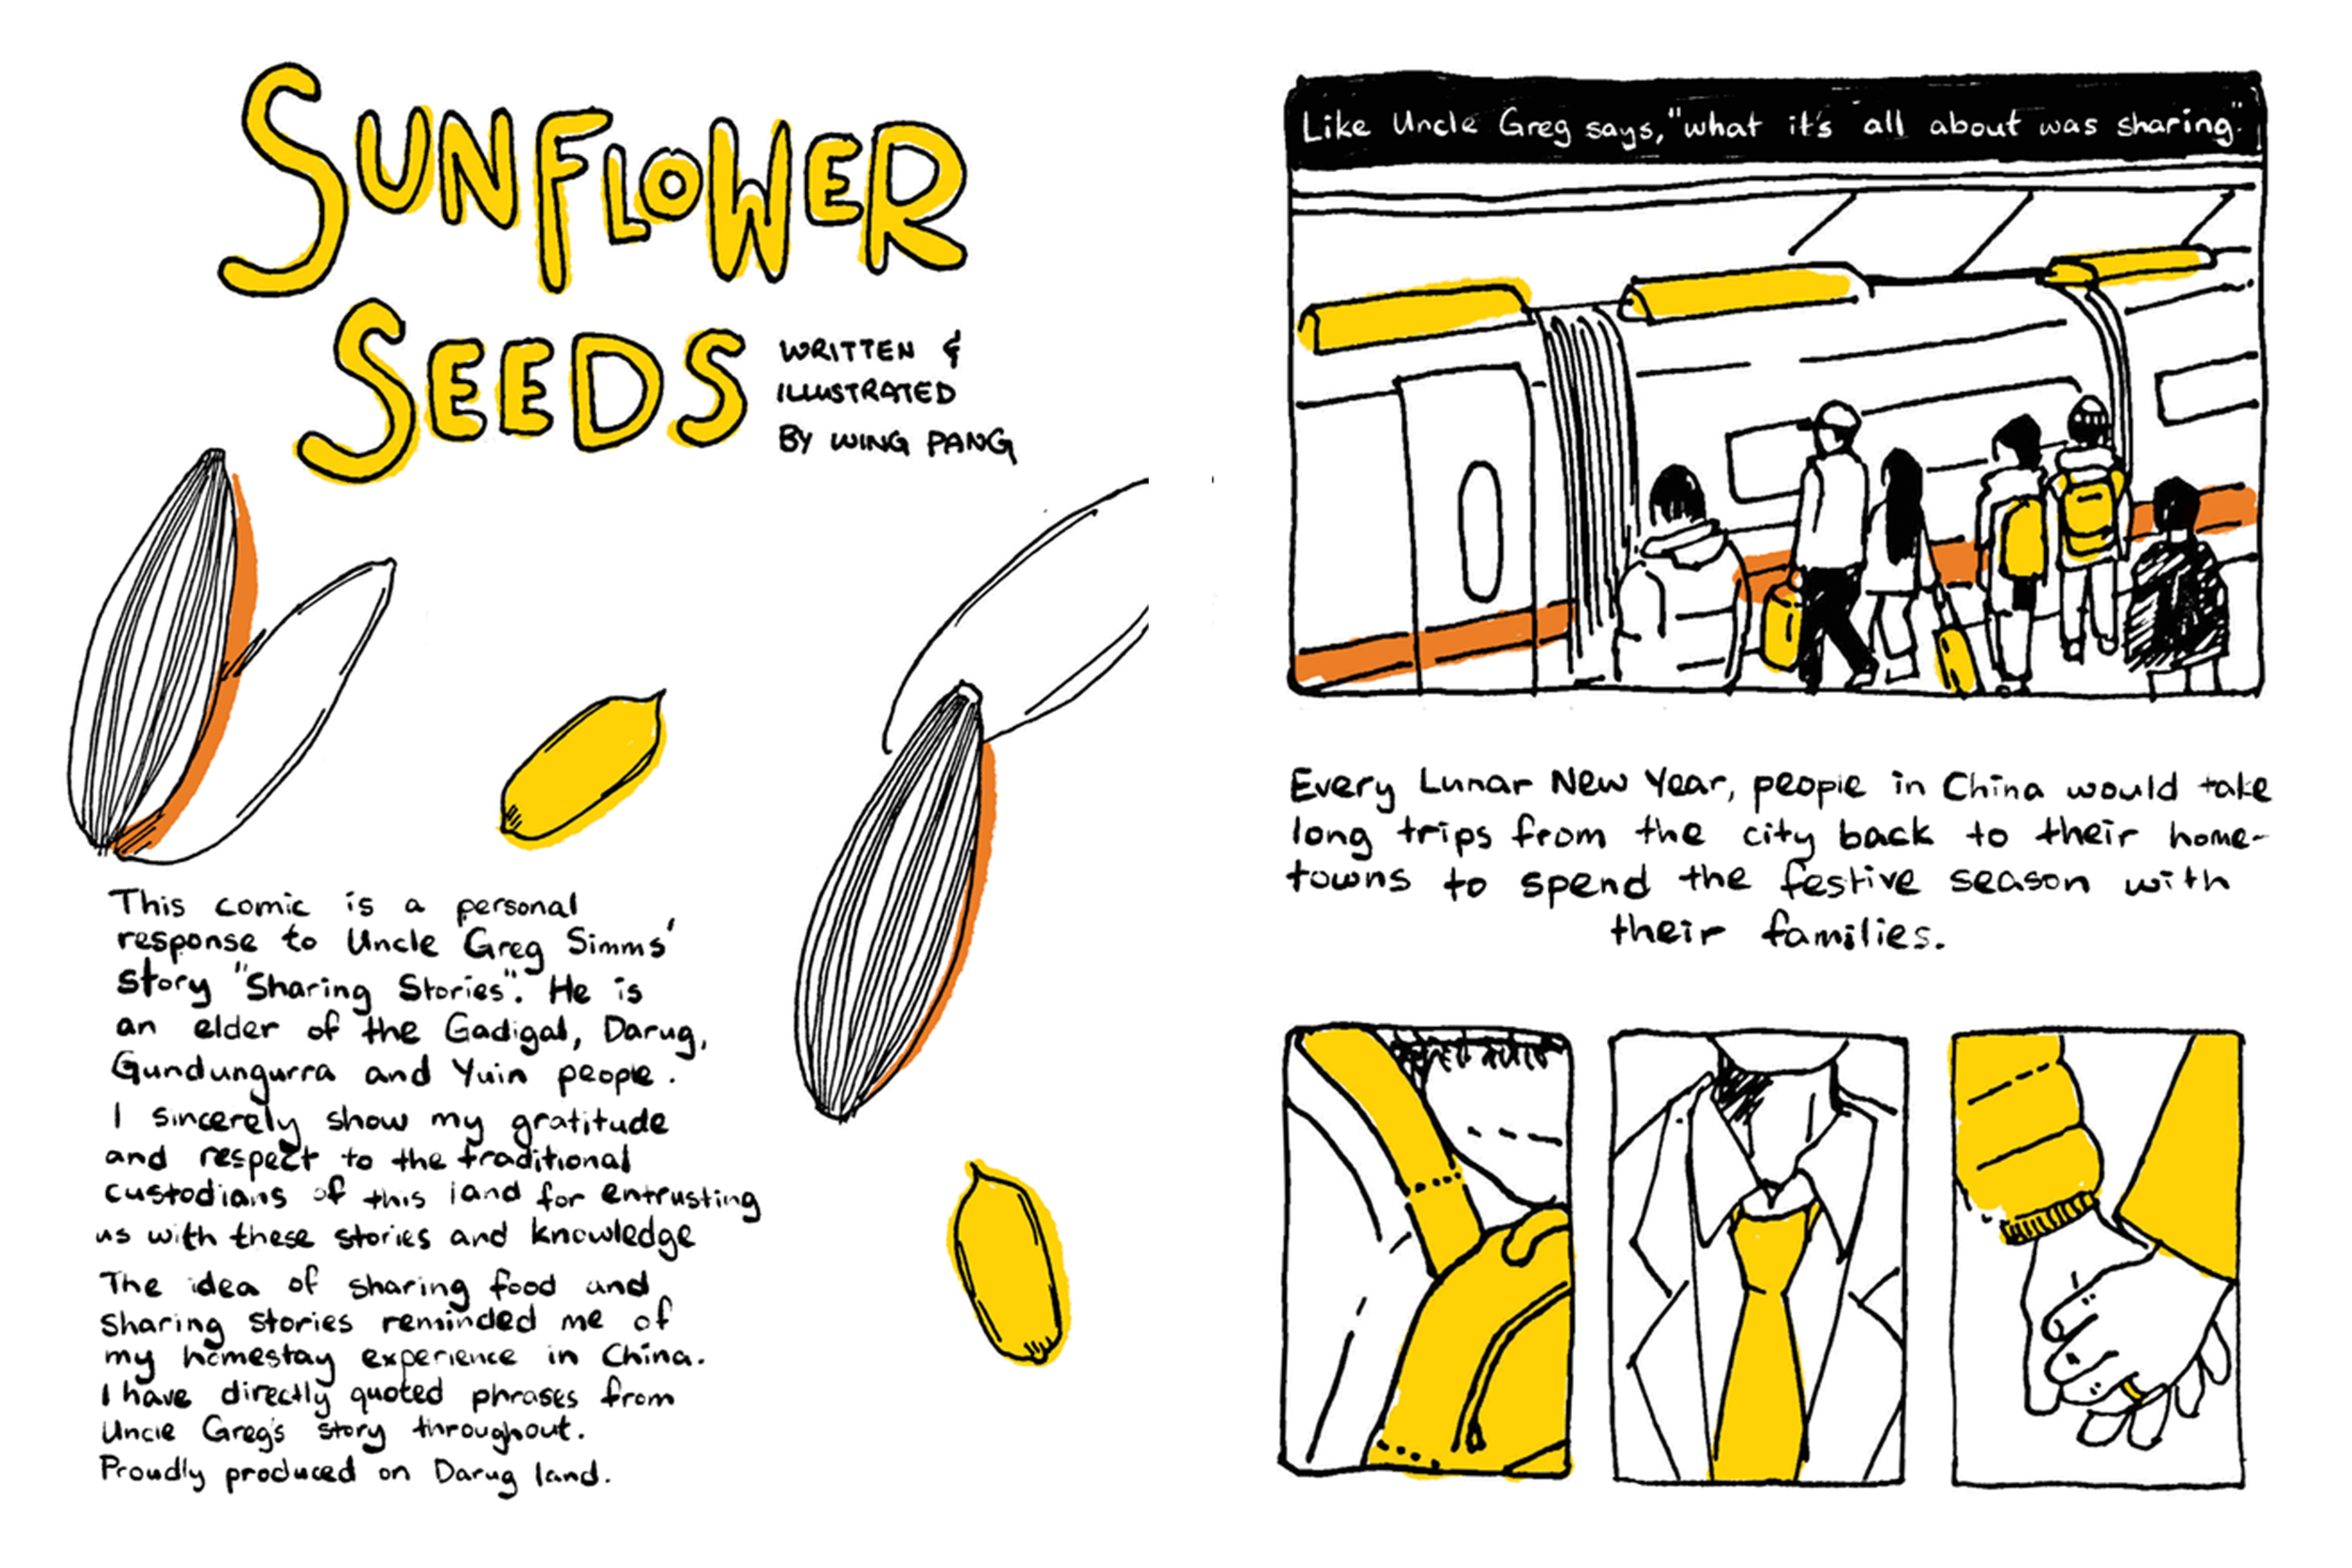 SUNFLOWER
SEEDS
WRITTEN &
ILLUSTRATED
BY WING PANG
This comic is a personal
response to Uncle Greg Simms'
story "Sharing Stories". He is
an elder of the Gadigal, Darug,
Gundungurra and Yuin people.
I sincerely show my gratitude
and respect to the traditional
custodians of this land for entrusting
us with these stories and knowledge
The idea of sharing food and
sharing stories reminded me of
my homestay experience in China.
I have directly quoted phrases from
Uncle Greg's story throughout.
Proudly produced on Darug land.
Like Uncle Greg says, "what it's all about was sharing."
Every Lunar New Year, people in China would take
long trips from the city back to their home-
towns to spend the festive season with
their families.